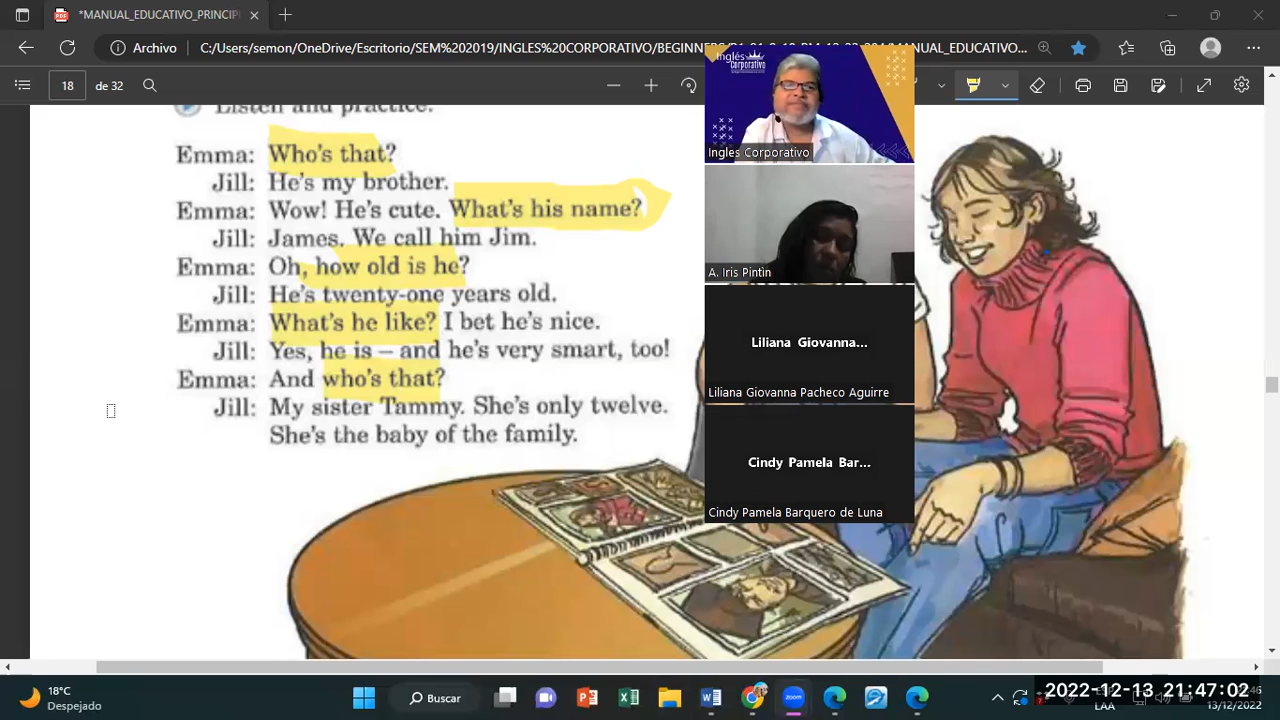 *MANUAL_EDUCATIVO_PRINCIPI
Archivo
C:/Users/semon/OneDrive/Escritorio/SEM%202019/INGLES%20CORPORATIVO/BEGINNERS/
MANUAL_EDUCATIVO...
18 de 32
Listen and practice.
Emma: Who's that?
Jill: He's my brother.
Emma: Wow! He's cute. What's his name?
Jill: James. We call him Jim.
Emma: Oh, how old is he?
Jill: He's twenty-one years old.
Emma: What's he like? I bet he's nice.
Jill: Yes, he is – and he's very smart, too!
Emma: And who's that?
Jill: My sister Tammy. She's only twelve.
She's the baby of the family.
Inglés
Corporativo
Ingles Corporativo
A. Iris Pintin
Liliana Giovanna...
Liliana Giovanna Pacheco Aguirre
Cindy Pamela Bar...
Cindy Pamela Barquero de Luna
18°C
Despejado
Buscar
2022-12-13 21:47:02
LAA
13/12/2022